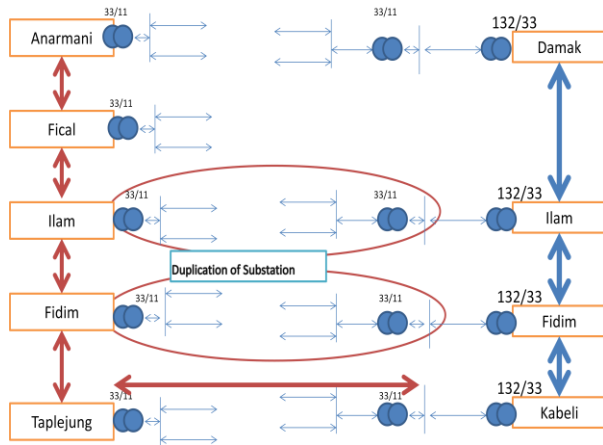 33/11
33/11
132/33
Anarmani
Damak
33/11
Fical
33/11
33/11
132/33
Ilam
Ilam
Duplication of Substation
33/11
33/11
132/33
Fidim
Fidim
33/11
33/11
132/33
Taplejung
Kabeli